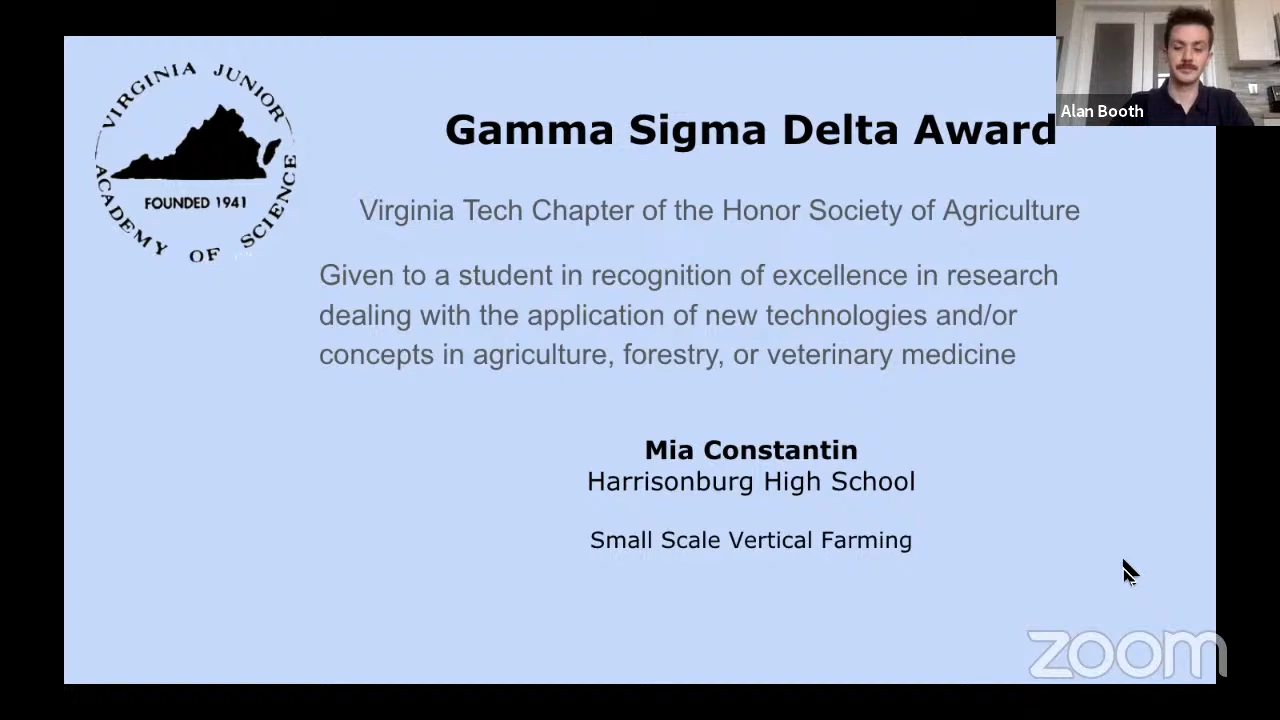 VIRGINIA JUNIOR
ACADEMY OF SCIENCE
FOUNDED 1941
Alan Booth
Gamma Sigma Delta Award
Virginia Tech Chapter of the Honor Society of Agriculture
Given to a student in recognition of excellence in research
dealing with the application of new technologies and/or
concepts in agriculture, forestry, or veterinary medicine
Mia Constantin
Harrisonburg High School
Small Scale Vertical Farming
zoom